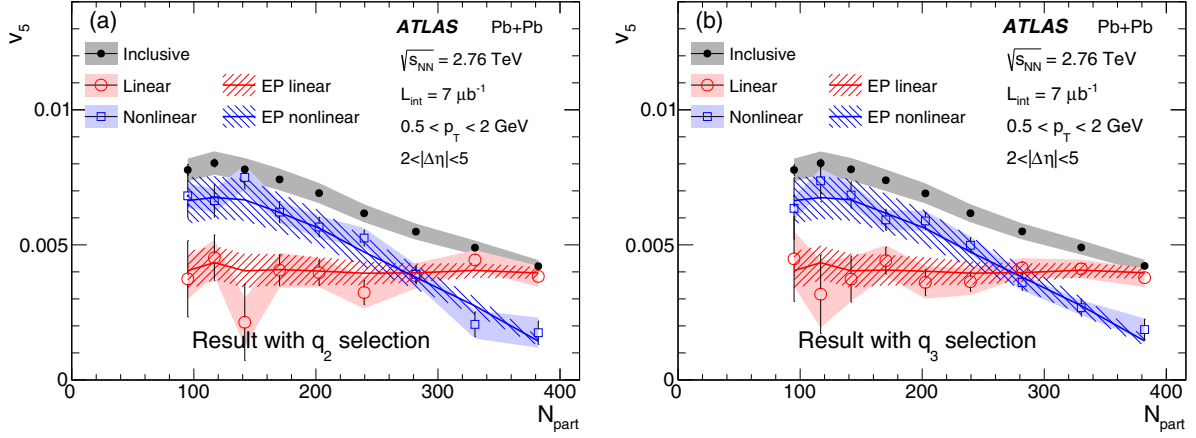 (a)
ATLAS Pb+Pb
v5
Inclusive
√sNN = 2.76 TeV
Linear
EP linear
Lint = 7 μb-1
Nonlinear
EP nonlinear
0.5 < pT < 2 GeV
2<|Δη|<5
0.01
0.005
0
Result with q2 selection
100 200 300 400
Npart
(b)
ATLAS Pb+Pb
v5
Inclusive
√sNN = 2.76 TeV
Linear
EP linear
Lint = 7 μb-1
Nonlinear
EP nonlinear
0.5 < pT < 2 GeV
2<|Δη|<5
0.01
0.005
0
Result with q3 selection
100 200 300 400
Npart